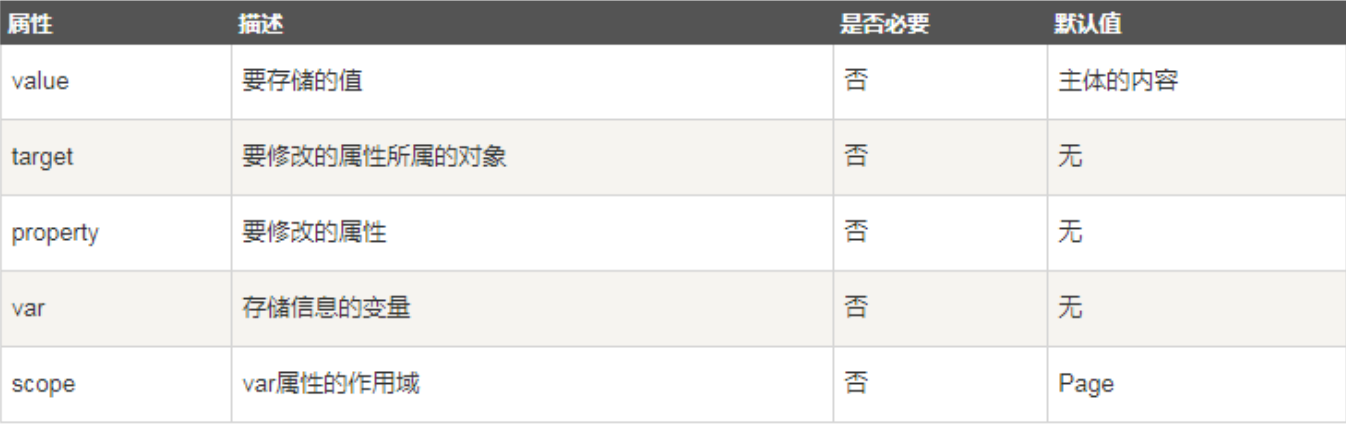 属性 描述 是否必要 默认值
value 要存储的值 否 主体的内容
target 要修改的属性所属的对象 否 无
property 要修改的属性 否 无
var 存储信息的变量 否 无
scope var属性的作用域 否 Page